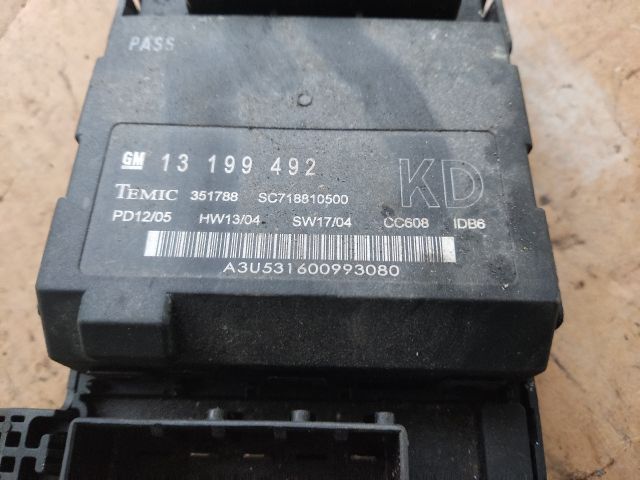 PASS
GM 13 199 492
KD
TEMIC 351788 SC718810500
PD12/05 HW13/04 SW17/04 CC608 IDB6
A3U531600993080